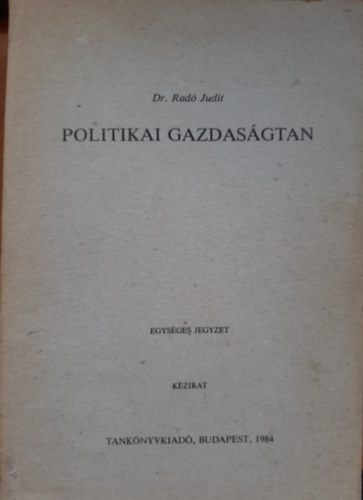 Dr. Radó Judit
POLITIKAI GAZDASÁGTAN
EGYSÉGES JEGYZET
KÉZIRAT
TANKÖNYVKIADÓ, BUDAPEST, 1984